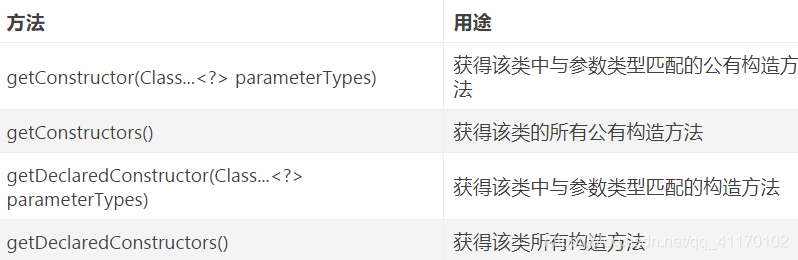 方法 用途
getConstructor(Class...<?> parameterTypes) 获得该类中与参数类型匹配的公有构造方
法
getConstructors() 获得该类的所有公有构造方法
getDeclaredConstructor(Class...<?>
parameterTypes) 获得该类中与参数类型匹配的构造方法
getDeclaredConstructors() 获得该类所有构造方法
dn.net/qq_41170102